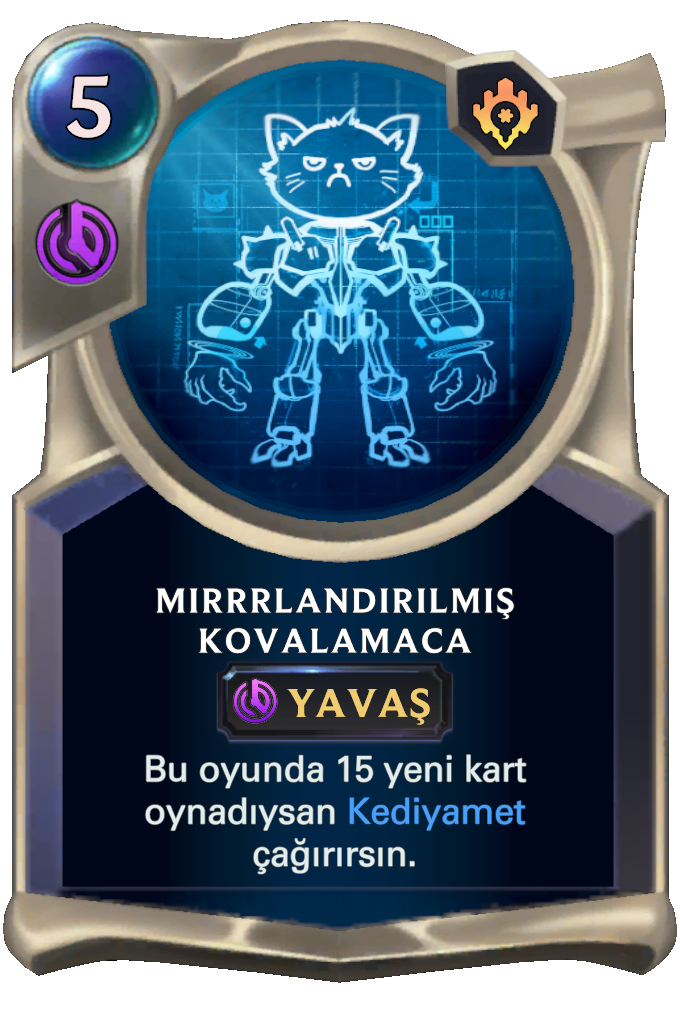 5
MIRRRLANDIRILMIŞ
KOVALAMACA
YAVAŞ
Bu oyunda 15 yeni kart
oynadıysan Kediyamet
çağırırsın.